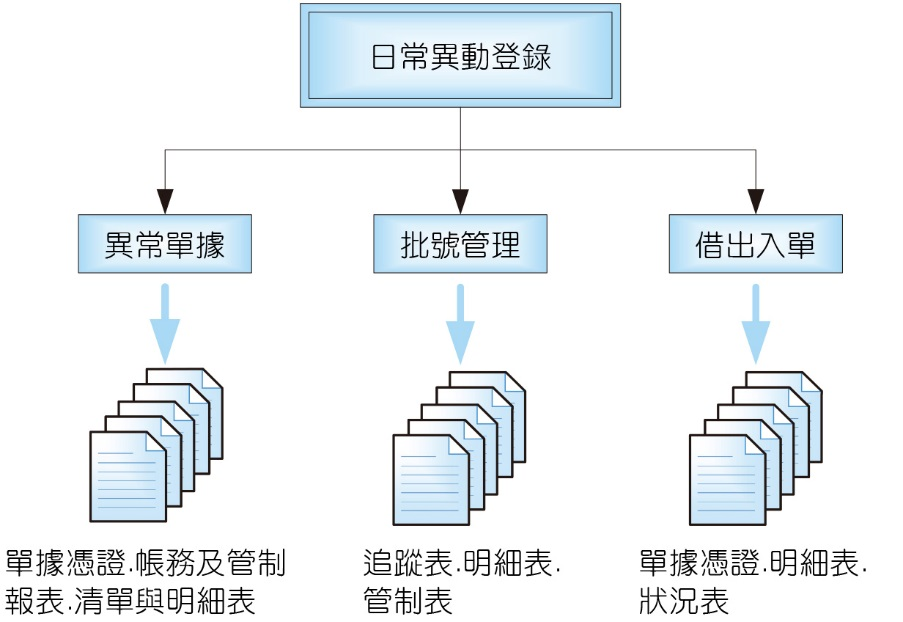 日常異動登錄
異常單據
批號管理
借出入單
單據憑證.帳務及管制
報表.清單與明細表
追蹤表.明細表.
管制表
單據憑證.明細表.
狀況表